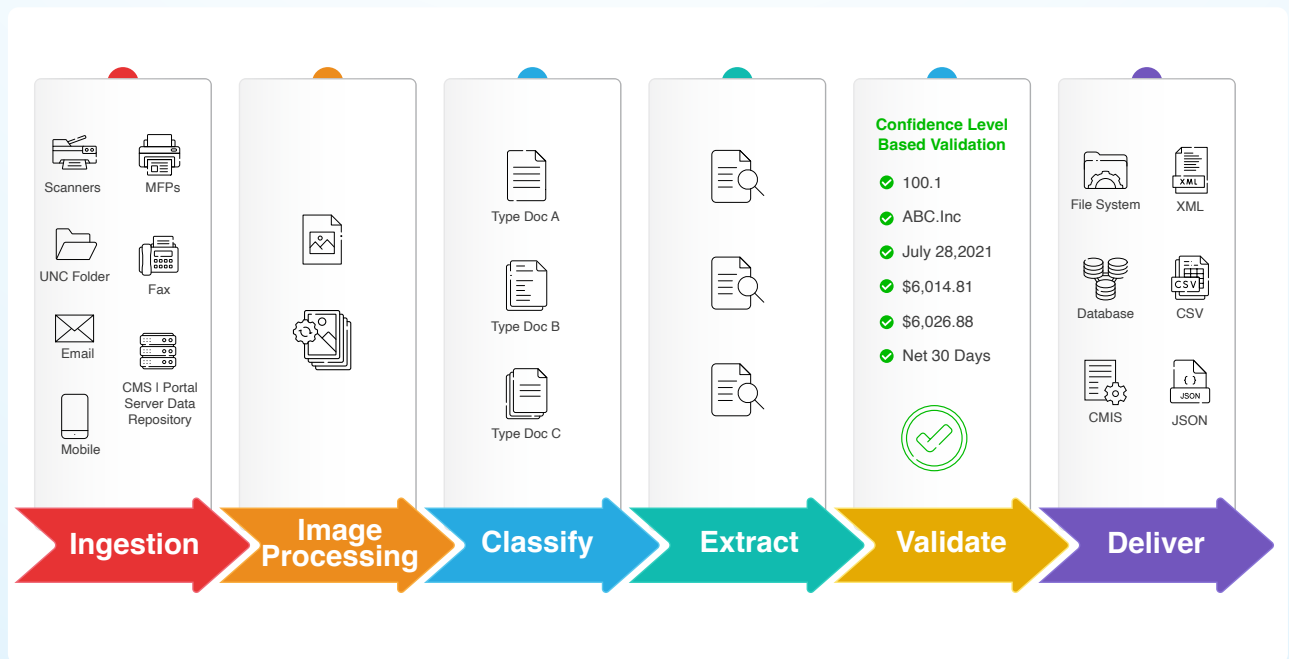 Scanners
MFPs
UNC Folder
Fax
Email
CMS | Portal
Server Data
Repository
Mobile
Type Doc A
Type Doc B
Type Doc C
Confidence Level
Based Validation
100.1
ABC.Inc
July 28,2021
$6,014.81
$6,026.88
Net 30 Days
File System
XML
XML
Database
CSV
CSV
CMIS
JSON
JSON
Ingestion
Image
Processing
Classify
Extract
Validate
Deliver